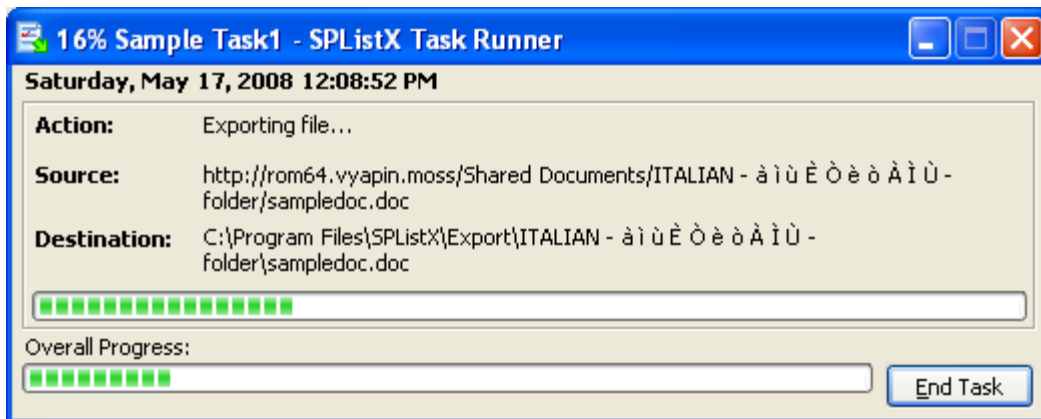 16% Sample Task1 - SPListX Task Runner
Saturday, May 17, 2008 12:08:52 PM
Action: Exporting file...
Source: http://rom64.vyapin.moss/Shared Documents/ITALIAN - à ì ù È Ò è ò À Ì Ù -
folder/sampledoc.doc
Destination: C:\Program Files\SPListX\Export\ITALIAN - à ì ù È Ò è ò À Ì Ù -
folder\sampledoc.doc
Overall Progress:
End Task